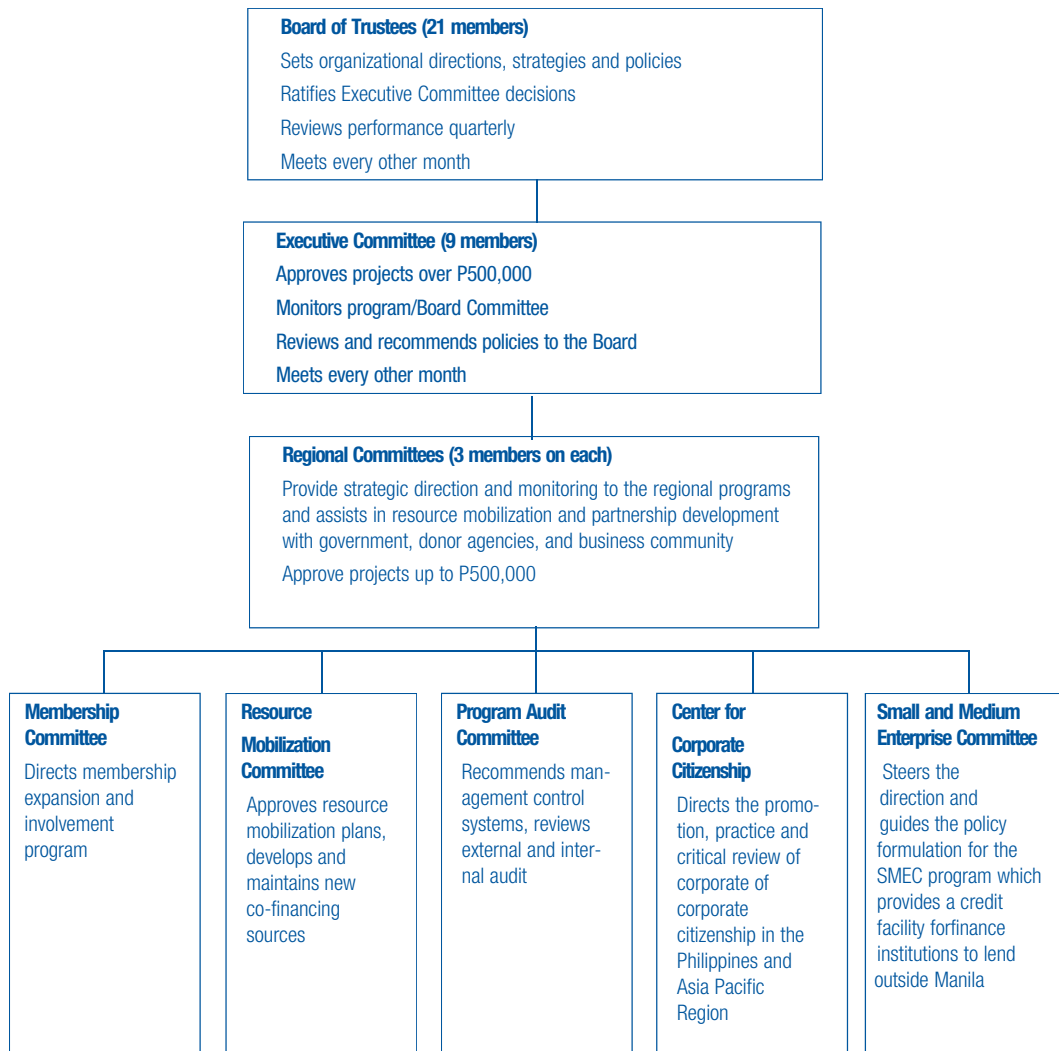 Board of Trustees (21 members)
Sets organizational directions, strategies and policies
Ratifies Executive Committee decisions
Reviews performance quarterly
Meets every other month
Executive Committee (9 members)
Approves projects over P500,000
Monitors program/Board Committee
Reviews and recommends policies to the Board
Meets every other month
Regional Committees (3 members on each)
Provide strategic direction and monitoring to the regional programs
and assists in resource mobilization and partnership development
with government, donor agencies, and business community
Approve projects up to P500,000
Membership
Committee
Directs membership
expansion and
involvement
program
Resource
Mobilization
Committee
Approves resource
mobilization plans,
develops and
maintains new
co-financing
sources
Program Audit
Committee
Recommends man-
agement control
systems, reviews
external and inter-
nal audit
Center for
Corporate
Citizenship
Directs the promo-
tion, practice and
critical review of
corporate of
corporate
citizenship in the
Philippines and
Asia Pacific
Region
Small and Medium
Enterprise Committee
Steers the
direction and
guides the policy
formulation for the
SMEC program which
provides a credit
facility forfinance
institutions to lend
outside Manila